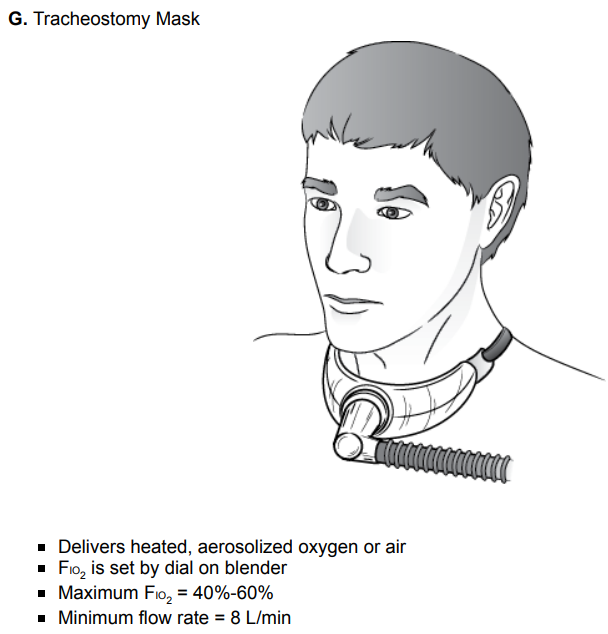 G. Tracheostomy Mask
▪ Delivers heated, aerosolized oxygen or air
▪ FIO₂ is set by dial on blender
▪ Maximum FIO₂ = 40%-60%
▪ Minimum flow rate = 8 L/min